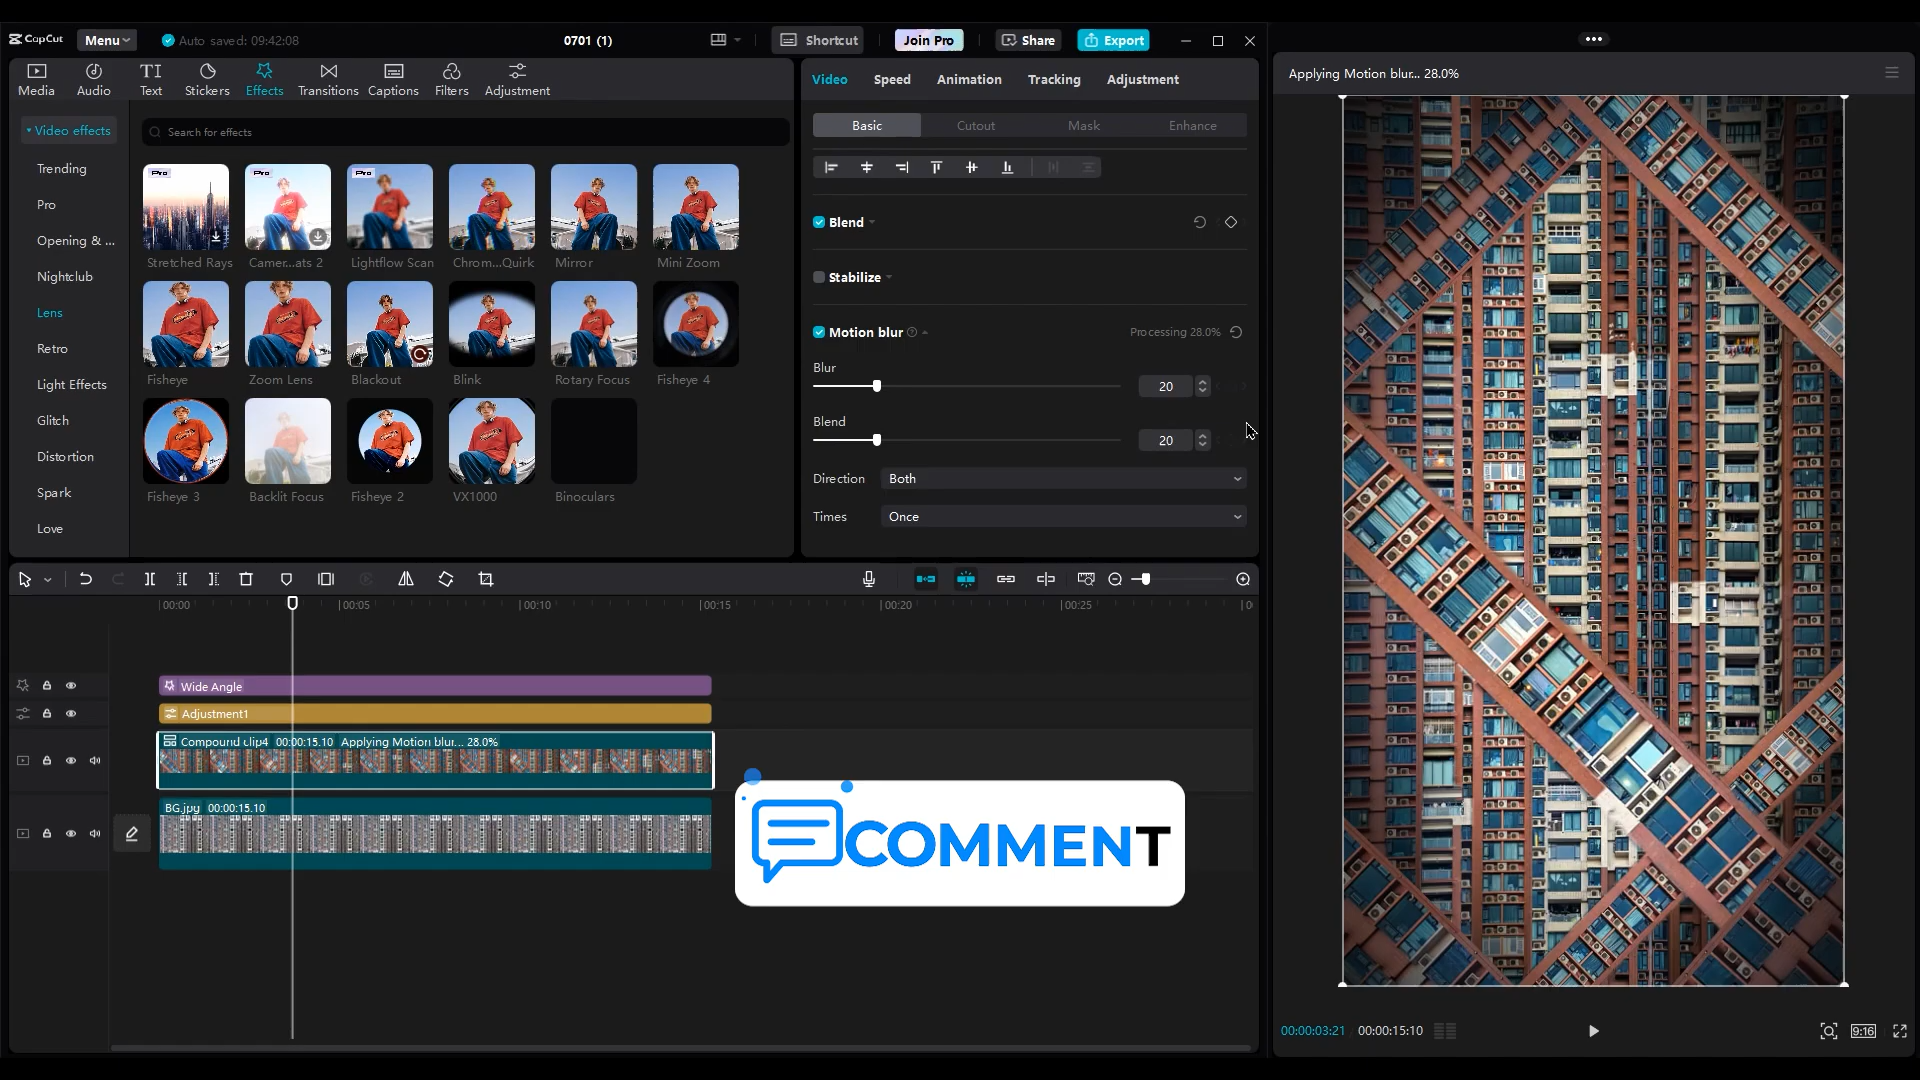 CapCut
Menu
Auto saved: 09:42:08
0701 (1)
Shortcut
Join Pro
Share
Export
Media
Audio
TI
Text
Stickers
Effects
Transitions
Captions
Filters
Adjustment
Video effects
Trending
Pro
Opening & ...
Nightclub
Lens
Retro
Light Effects
Glitch
Distortion
Spark
Love
Search for effects
Pro
Pro
Pro
Stretched Rays
Camer...ats 2
Lightflow Scan
Chrom...Quirk
Mirror
Mini Zoom
Fisheye
Zoom Lens
Blackout
Blink
Rotary Focus
Fisheye 4
Fisheye 3
Backlit Focus
Fisheye 2
VX1000
Binoculars
Video
Speed
Animation
Tracking
Adjustment
Basic
Cutout
Mask
Enhance
Blend
Stabilize
Motion blur
Processing 28.0%
Blur
20
Blend
20
Direction
Both
Times
Once
Applying Motion blur... 28.0%
00:00
00:05
00:10
00:15
00:20
00:25
Wide Angle
Adjustment1
Compound clip4 00:00:15.10 Applying Motion blur... 28.0%
BG.jpg 00:00:15.10
COMMENT
00:00:03:21
00:00:15:10
9:16